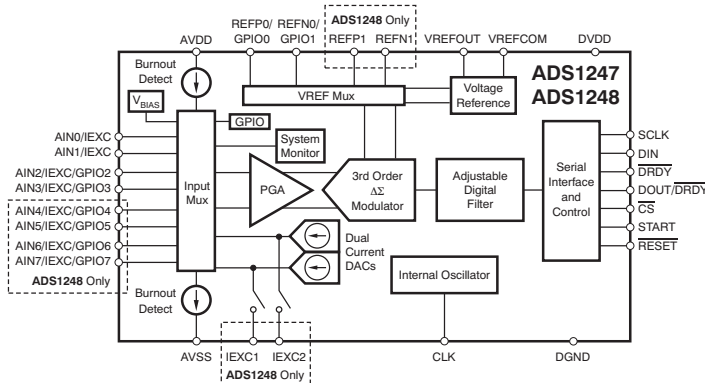 REFP0/ REFN0/ ADS1248 Only
GPIO0 GPIO1 REFP1 REFN1
AVDD VREFOUT VREFCOM DVDD
Burnout
Detect
VBIAS
VREF Mux
Voltage
Reference
ADS1247
ADS1248
GPIO
System
Monitor
AIN0/IEXC
AIN1/IEXC
AIN2/IEXC/GPIO2
AIN3/IEXC/GPIO3
AIN4/IEXC/GPIO4
AIN5/IEXC/GPIO5
AIN6/IEXC/GPIO6
AIN7/IEXC/GPIO7
ADS1248 Only
Input
Mux
PGA
3rd Order
ΔΣ
Modulator
Adjustable
Digital
Filter
Serial
Interface
and
Control
SCLK
DIN
DRDY
DOUT/DRDY
CS
START
RESET
Dual
Current
DACs
Internal Oscillator
Burnout
Detect
AVSS IEXC1 IEXC2 CLK DGND
ADS1248 Only